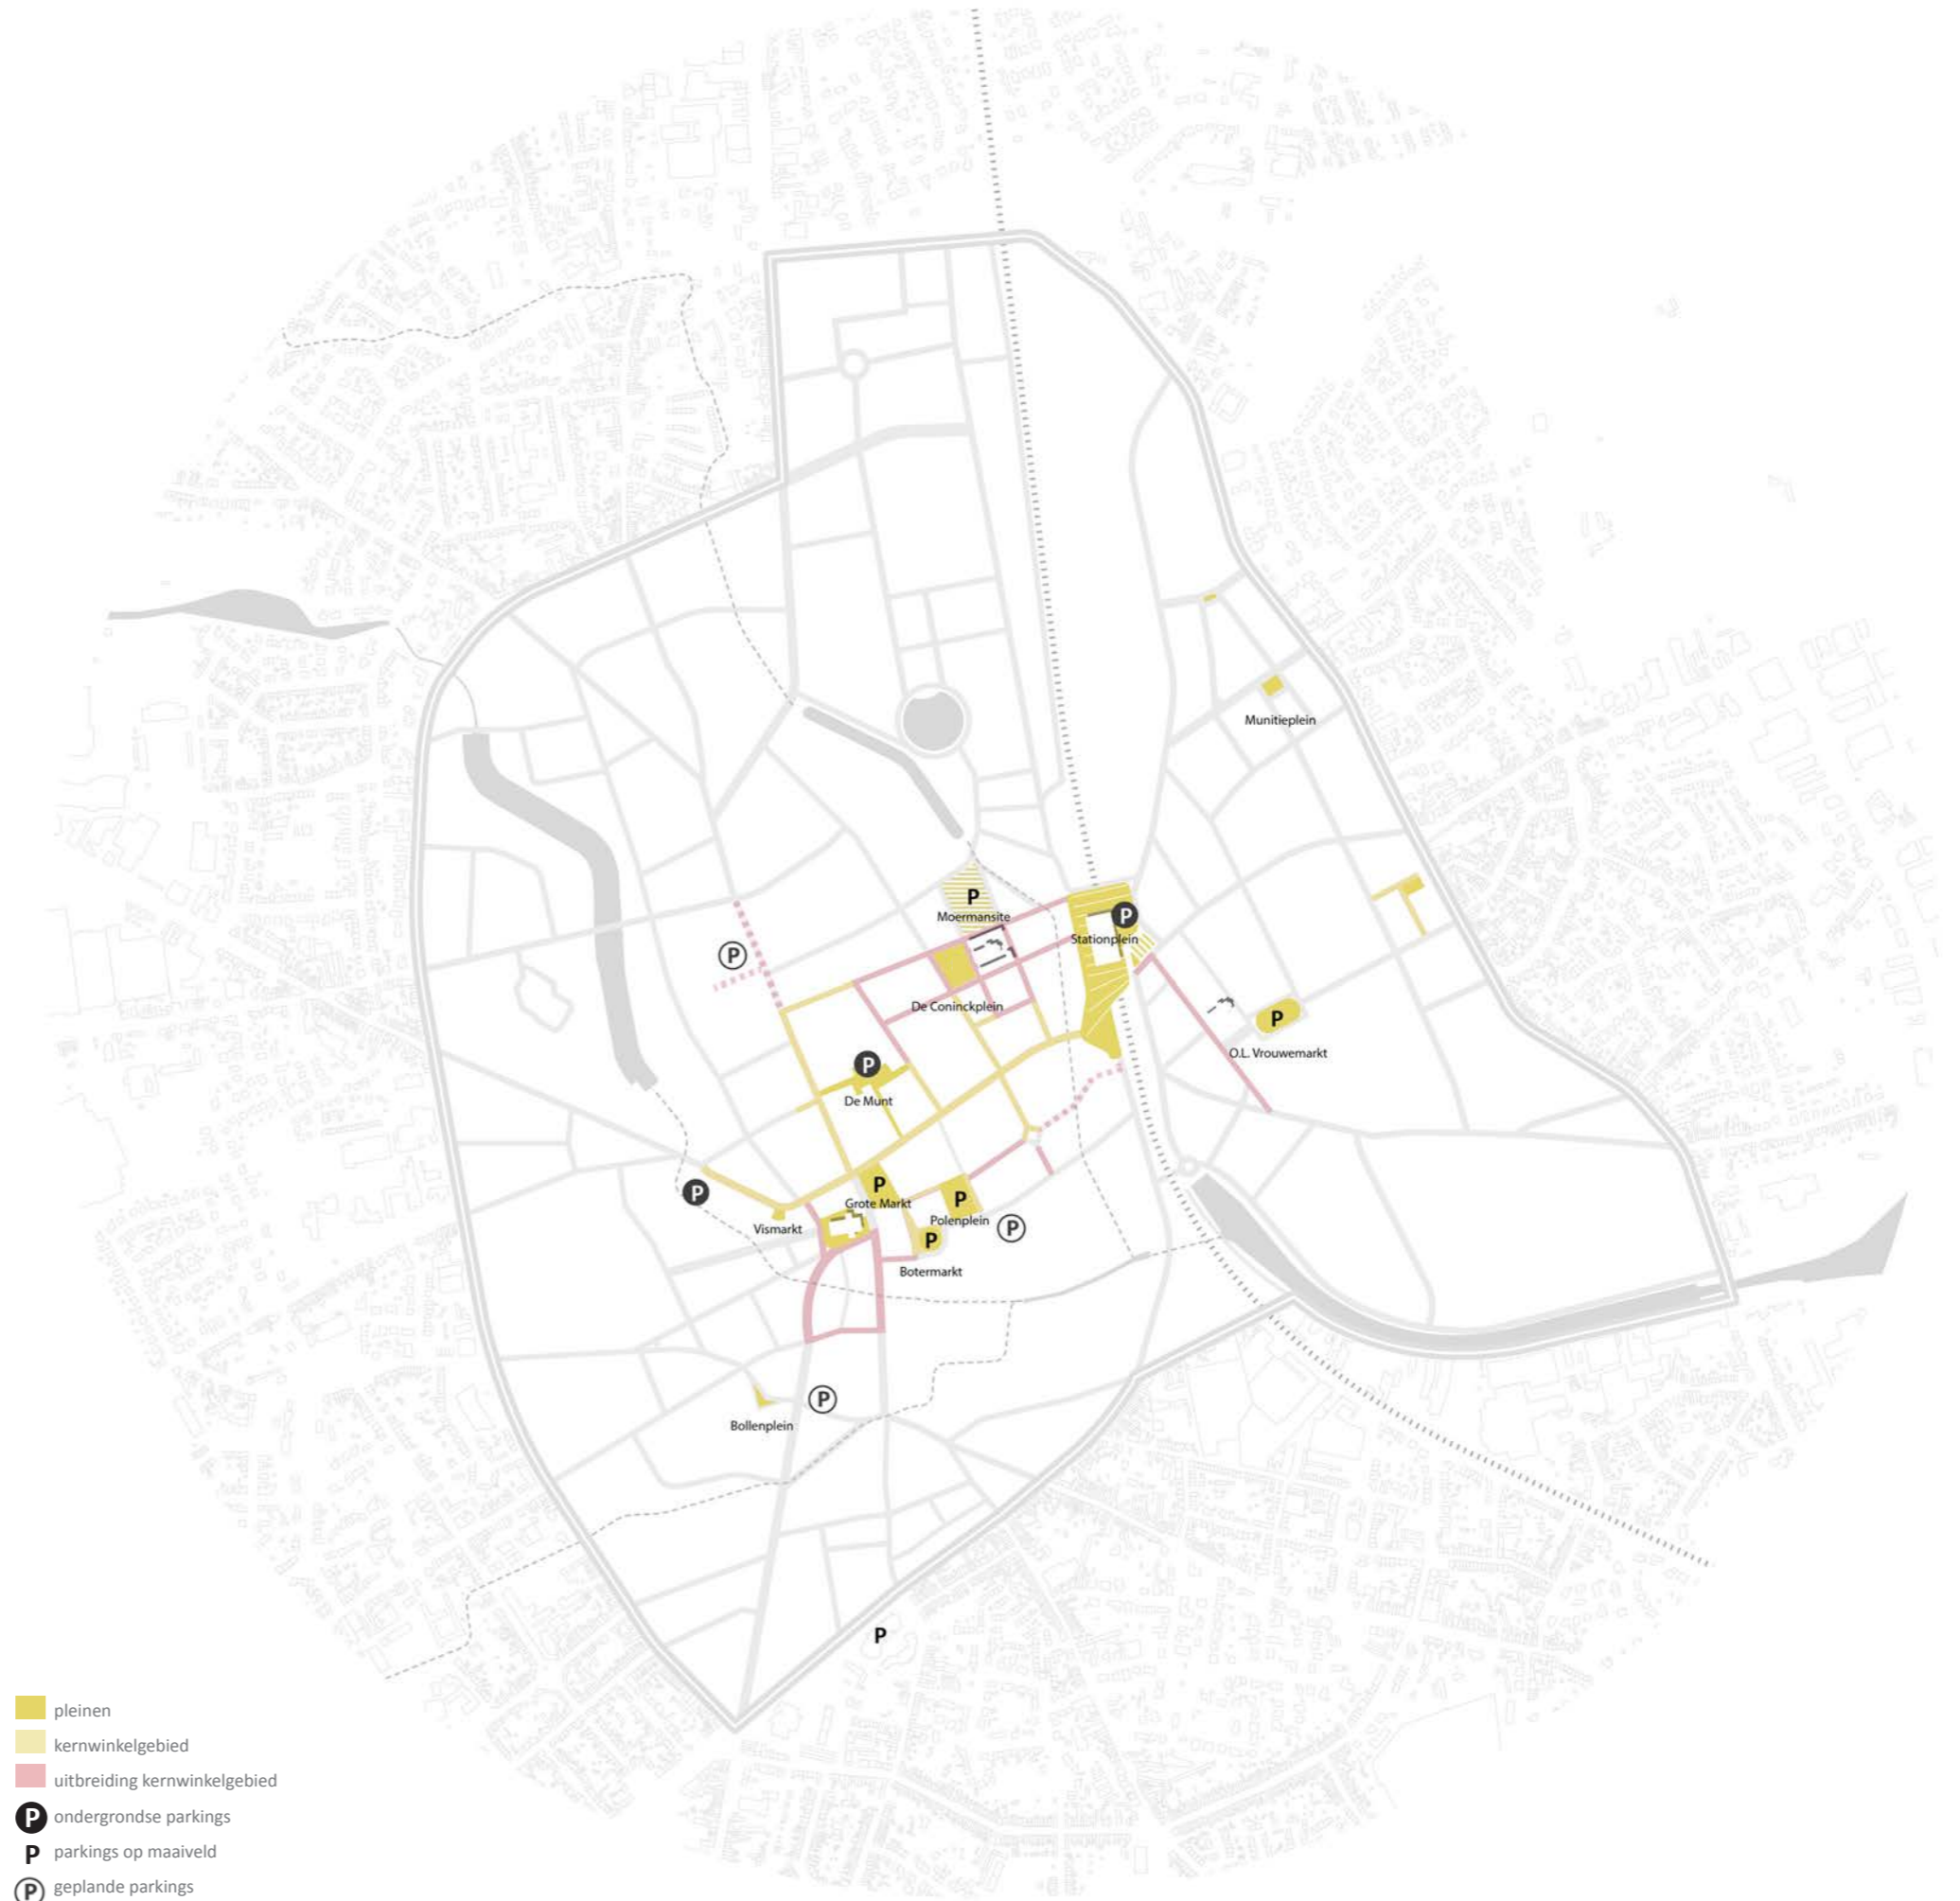 Munitieplein
P
Moermansite
P
Stationplein
P
De Coninckplein
P
O.L. Vrouwemarkt
P
De Munt
P
P
Grote Markt
P
Polenplein
P
Vismarkt
P
Botermarkt
P
Bollenplein
P
pleinen
kernwinkelgebied
uitbreiding kernwinkelgebied
P ondergrondse parkings
P parkings op maaiveld
P geplande parkings